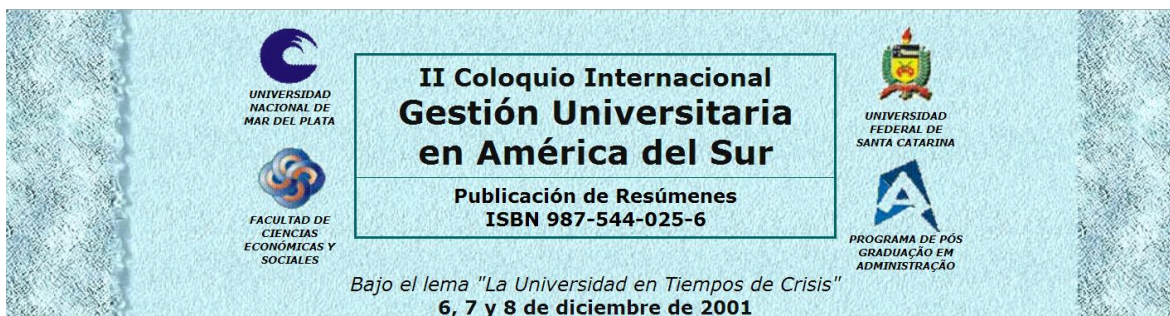 UNIVERSIDAD
NACIONAL DE
MAR DEL PLATA
FACULTAD DE
CIENCIAS
ECONÓMICAS Y
SOCIALES
II Coloquio Internacional
Gestión Universitaria
en América del Sur
Publicación de Resúmenes
ISBN 987-544-025-6
UNIVERSIDAD
FEDERAL DE
SANTA CATARINA
PROGRAMA DE PÓS
GRADUAÇÃO EM
ADMINISTRAÇÃO
Bajo el lema "La Universidad en Tiempos de Crisis"
6, 7 y 8 de diciembre de 2001